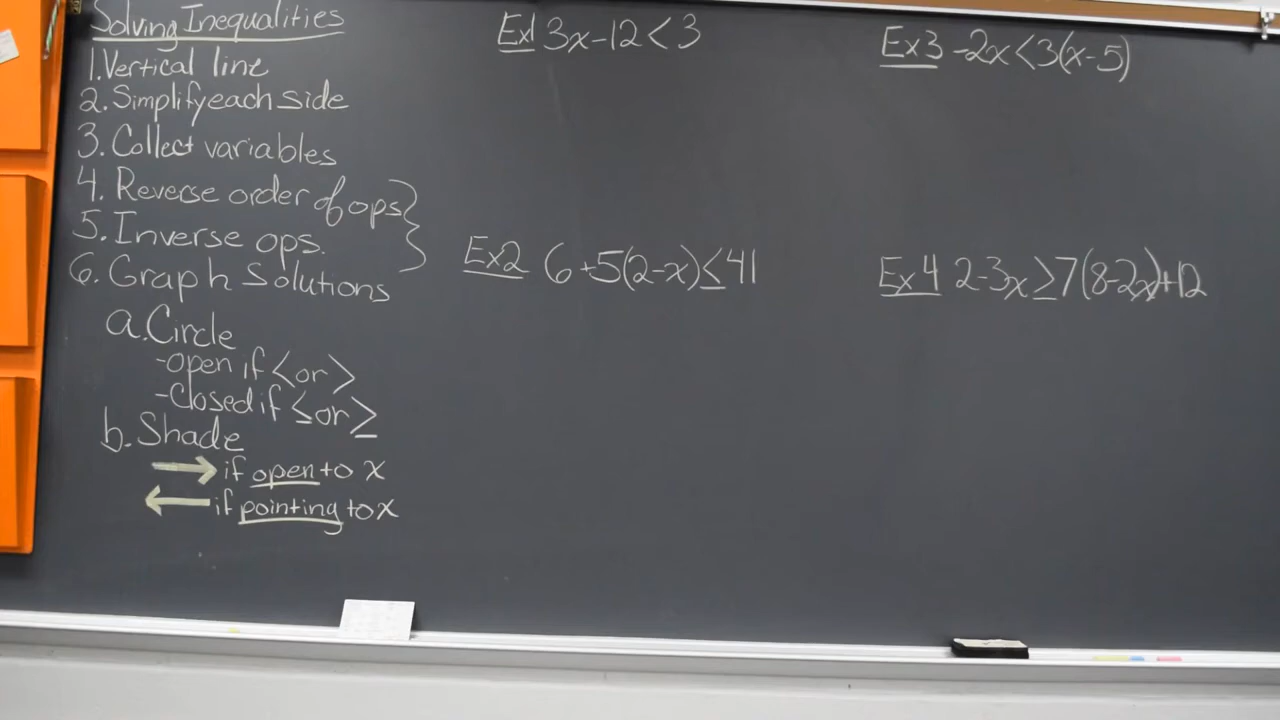 Solving Inequalities
1. Vertical line
2. Simplify each side
3. Collect variables
4. Reverse order of ops
5. Inverse ops.
6. Graph Solutions
a. Circle
-open if < or >
-Closed if ≤ or ≥
b. Shade
→ if open to x
← if pointing to x
Ex1 3x-12<3
Ex2 6+5(2-x)≤41
Ex3 -2x<3(x-5)
Ex4 2-3x≥7(8-2x)+12